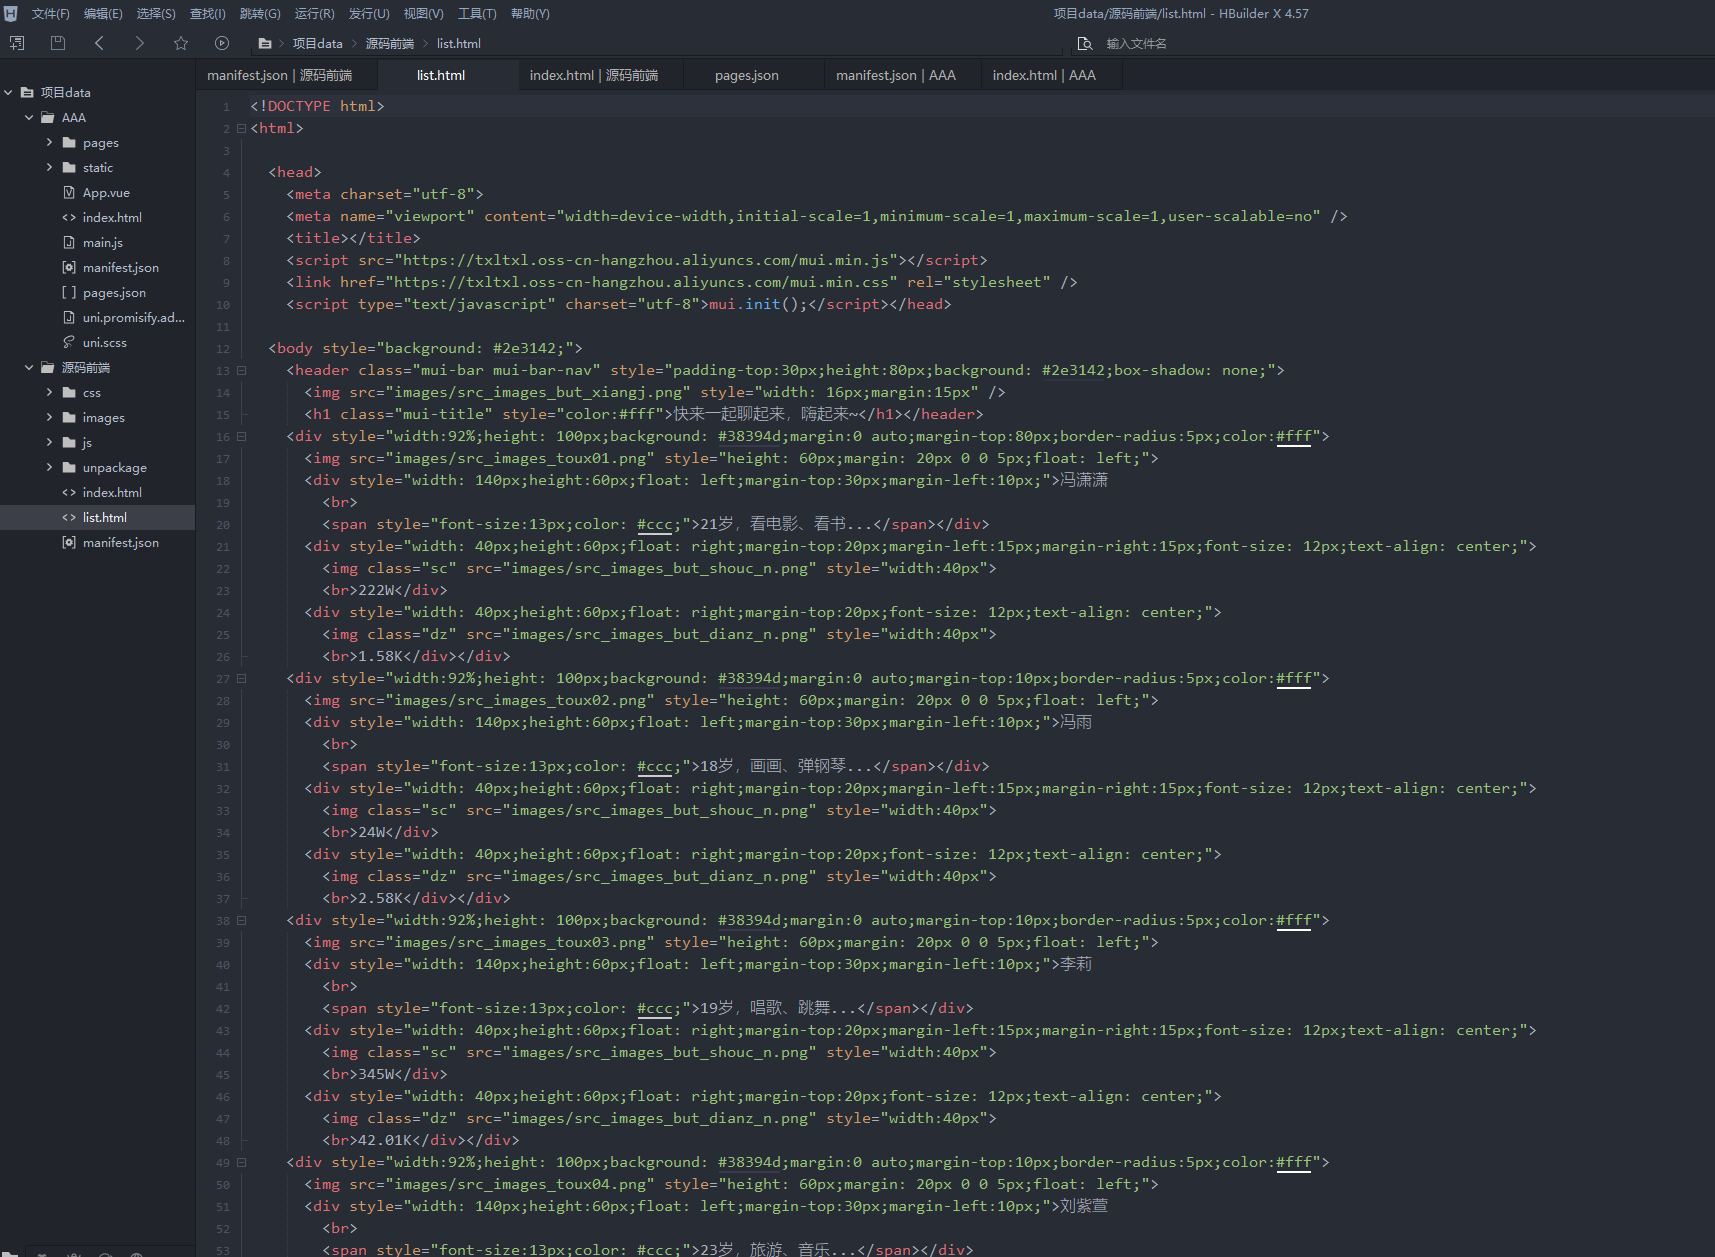 文件(F) 编辑(E) 选择(S) 查找(I) 跳转(G) 运行(R) 发行(U) 视图(V) 工具(T) 帮助(Y) 项目data/源码前端/list.html - HBuilder X 4.57
项目data 源码前端 list.html 输入文件名
manifest.json | 源码前端 list.html index.html | 源码前端 pages.json manifest.json | AAA index.html | AAA
项目data
AAA
pages
static
App.vue
index.html
main.js
manifest.json
pages.json
uni.promisify.ad...
uni.scss
源码前端
css
images
js
unpackage
index.html
list.html
manifest.json
1 <!DOCTYPE html>
2 <html>
3
4 <head>
5 <meta charset="utf-8">
6 <meta name="viewport" content="width=device-width,initial-scale=1,minimum-scale=1,maximum-scale=1,user-scalable=no" />
7 <title></title>
8 <script src="https://txltxl.oss-cn-hangzhou.aliyuncs.com/mui.min.js"></script>
9 <link href="https://txltxl.oss-cn-hangzhou.aliyuncs.com/mui.min.css" rel="stylesheet" />
10 <script type="text/javascript" charset="utf-8">mui.init();</script></head>
11
12 <body style="background: #2e3142;">
13 <header class="mui-bar mui-bar-nav" style="padding-top:30px;height:80px;background: #2e3142;box-shadow: none;">
14 <img src="images/src_images_but_xiangj.png" style="width: 16px;margin:15px" />
15 <h1 class="mui-title" style="color:#fff">快来一起聊起来，嗨起来~</h1></header>
16 <div style="width:92%;height: 100px;background: #38394d;margin:0 auto;margin-top:80px;border-radius:5px;color:#fff">
17 <img src="images/src_images_toux01.png" style="height: 60px;margin: 20px 0 0 5px;float: left;">
18 <div style="width: 140px;height:60px;float: left;margin-top:30px;margin-left:10px;">冯潇潇
19 <br>
20 <span style="font-size:13px;color: #ccc;">21岁，看电影、看书...</span></div>
21 <div style="width: 40px;height:60px;float: right;margin-top:20px;margin-left:15px;margin-right:15px;font-size: 12px;text-align: center;">
22 <img class="sc" src="images/src_images_but_shouc_n.png" style="width:40px">
23 <br>222W</div>
24 <div style="width: 40px;height:60px;float: right;margin-top:20px;font-size: 12px;text-align: center;">
25 <img class="dz" src="images/src_images_but_dianz_n.png" style="width:40px">
26 <br>1.58K</div></div>
27 <div style="width:92%;height: 100px;background: #38394d;margin:0 auto;margin-top:10px;border-radius:5px;color:#fff">
28 <img src="images/src_images_toux02.png" style="height: 60px;margin: 20px 0 0 5px;float: left;">
29 <div style="width: 140px;height:60px;float: left;margin-top:30px;margin-left:10px;">冯雨
30 <br>
31 <span style="font-size:13px;color: #ccc;">18岁，画画、弹钢琴...</span></div>
32 <div style="width: 40px;height:60px;float: right;margin-top:20px;margin-left:15px;margin-right:15px;font-size: 12px;text-align: center;">
33 <img class="sc" src="images/src_images_but_shouc_n.png" style="width:40px">
34 <br>24W</div>
35 <div style="width: 40px;height:60px;float: right;margin-top:20px;font-size: 12px;text-align: center;">
36 <img class="dz" src="images/src_images_but_dianz_n.png" style="width:40px">
37 <br>2.58K</div></div>
38 <div style="width:92%;height: 100px;background: #38394d;margin:0 auto;margin-top:10px;border-radius:5px;color:#fff">
39 <img src="images/src_images_toux03.png" style="height: 60px;margin: 20px 0 0 5px;float: left;">
40 <div style="width: 140px;height:60px;float: left;margin-top:30px;margin-left:10px;">李莉
41 <br>
42 <span style="font-size:13px;color: #ccc;">19岁，唱歌、跳舞...</span></div>
43 <div style="width: 40px;height:60px;float: right;margin-top:20px;margin-left:15px;margin-right:15px;font-size: 12px;text-align: center;">
44 <img class="sc" src="images/src_images_but_shouc_n.png" style="width:40px">
45 <br>345W</div>
46 <div style="width: 40px;height:60px;float: right;margin-top:20px;font-size: 12px;text-align: center;">
47 <img class="dz" src="images/src_images_but_dianz_n.png" style="width:40px">
48 <br>42.01K</div></div>
49 <div style="width:92%;height: 100px;background: #38394d;margin:0 auto;margin-top:10px;border-radius:5px;color:#fff">
50 <img src="images/src_images_toux04.png" style="height: 60px;margin: 20px 0 0 5px;float: left;">
51 <div style="width: 140px;height:60px;float: left;margin-top:30px;margin-left:10px;">刘紫萱
52 <br>
53 <span style="font-size:13px;color: #ccc;">23岁，旅游、音乐...</span></div>